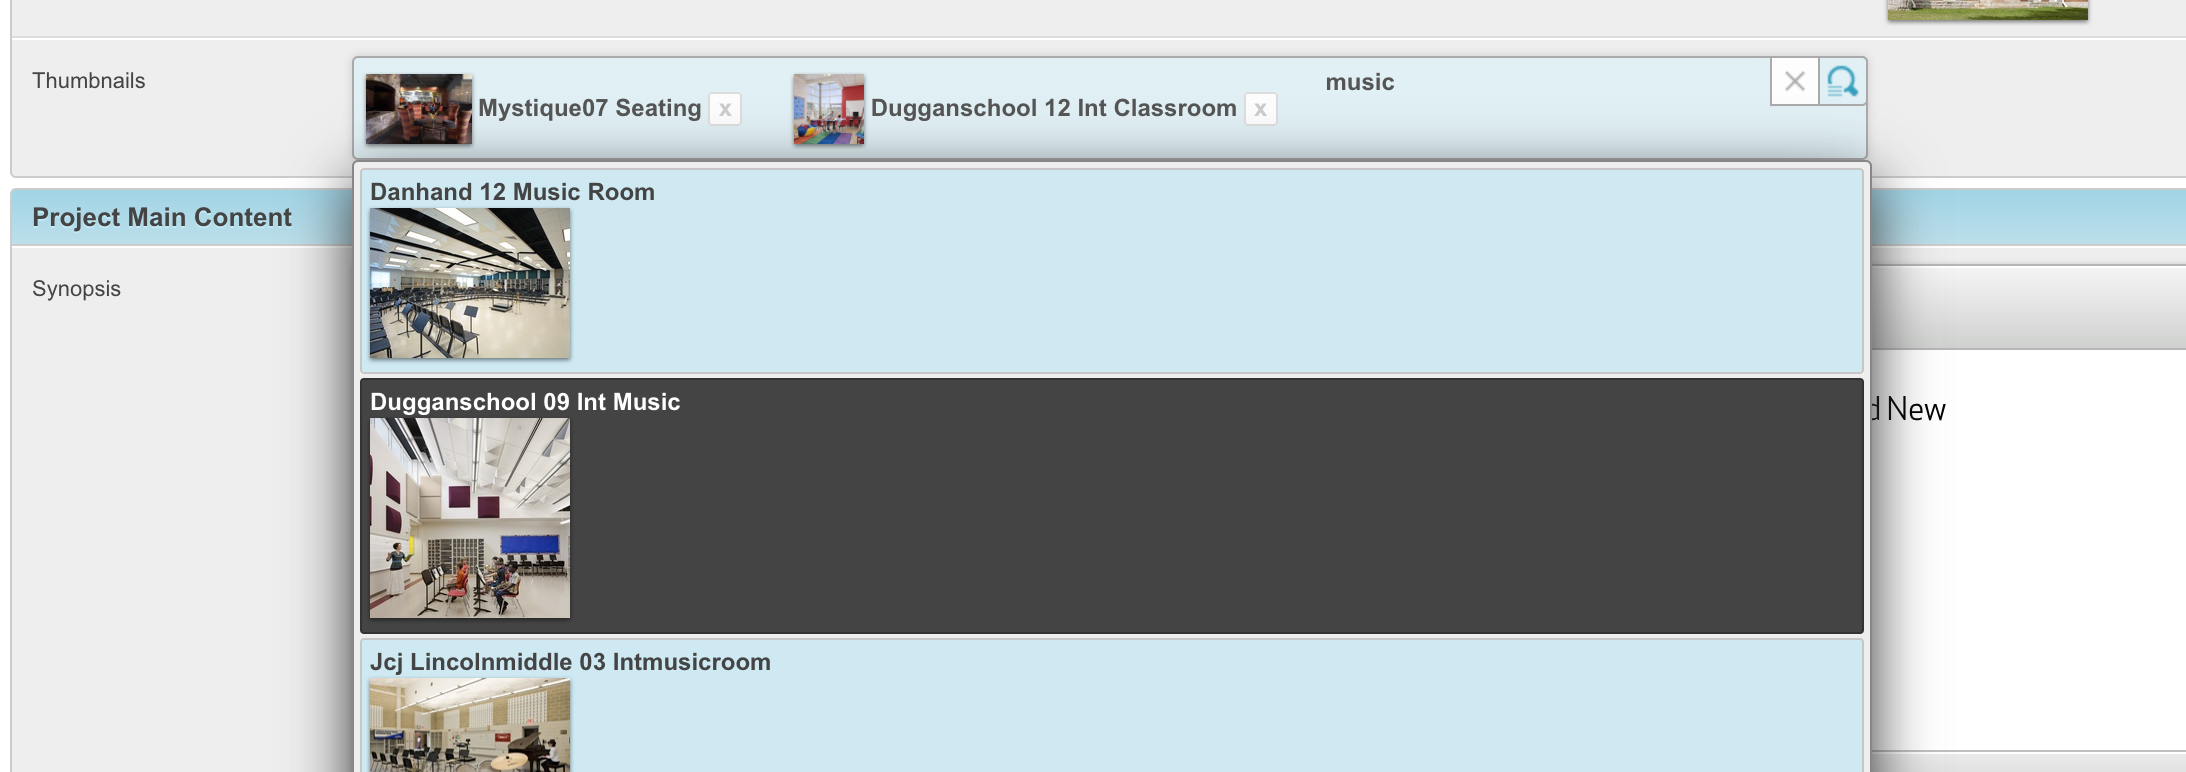 Thumbnails
Mystique07 Seating x Dugganschool 12 Int Classroom x music
Danhand 12 Music Room
Project Main Content
Synopsis
Dugganschool 09 Int Music
New
Jcj Lincolnmiddle 03 Intmusicroom